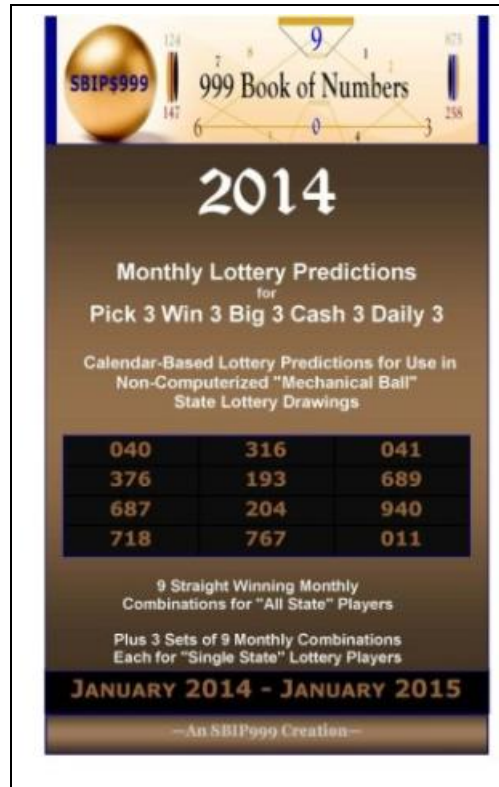 124
873
9
7
8
1
2
SBIP$999
999 Book of Numbers
147
258
6
0
3
5
4
2014
Monthly Lottery Predictions
for
Pick 3 Win 3 Big 3 Cash 3 Daily 3
Calendar-Based Lottery Predictions for Use in
Non-Computerized "Mechanical Ball"
State Lottery Drawings
040 316 041
376 193 689
687 204 940
718 767 011
9 Straight Winning Monthly
Combinations for "All State" Players
Plus 3 Sets of 9 Monthly Combinations
Each for "Single State" Lottery Players
JANUARY 2014 - JANUARY 2015
—An SBIP999 Creation—